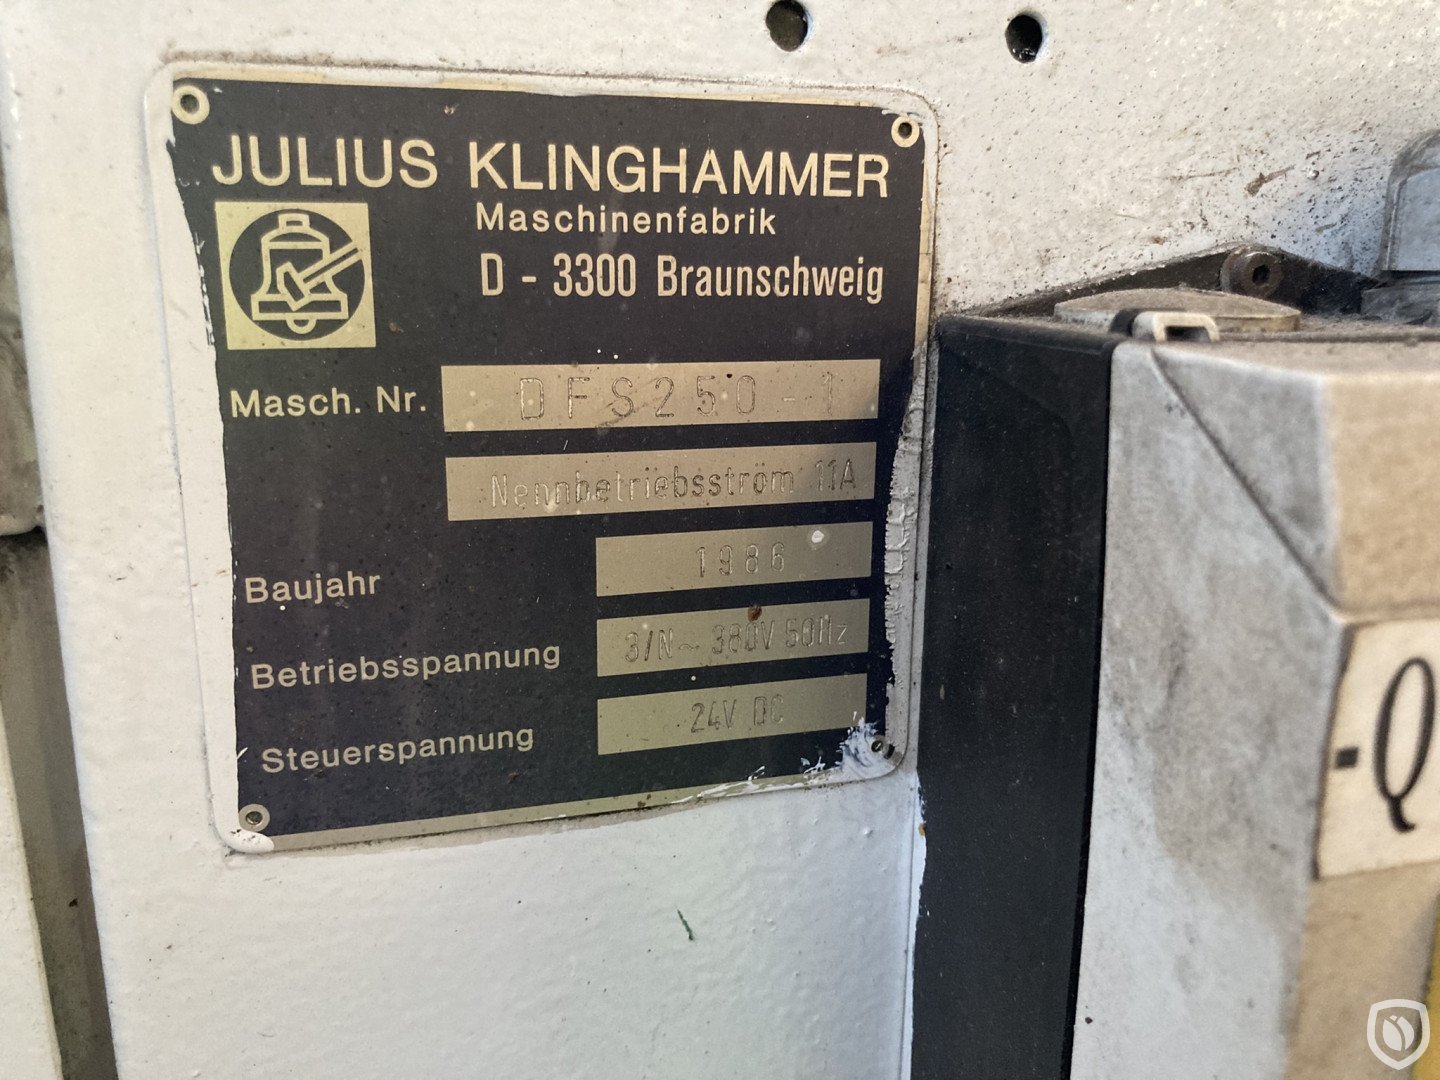 JULIUS KLINGHAMMER
Maschinenfabrik
D - 3300 Braunschweig
Masch. Nr. DFS250-1
Nennbetriebsström 11A
Baujahr 1986
Betriebsspannung 3/N~ 380V 50Hz
Steuerspannung 24V DC
-Q